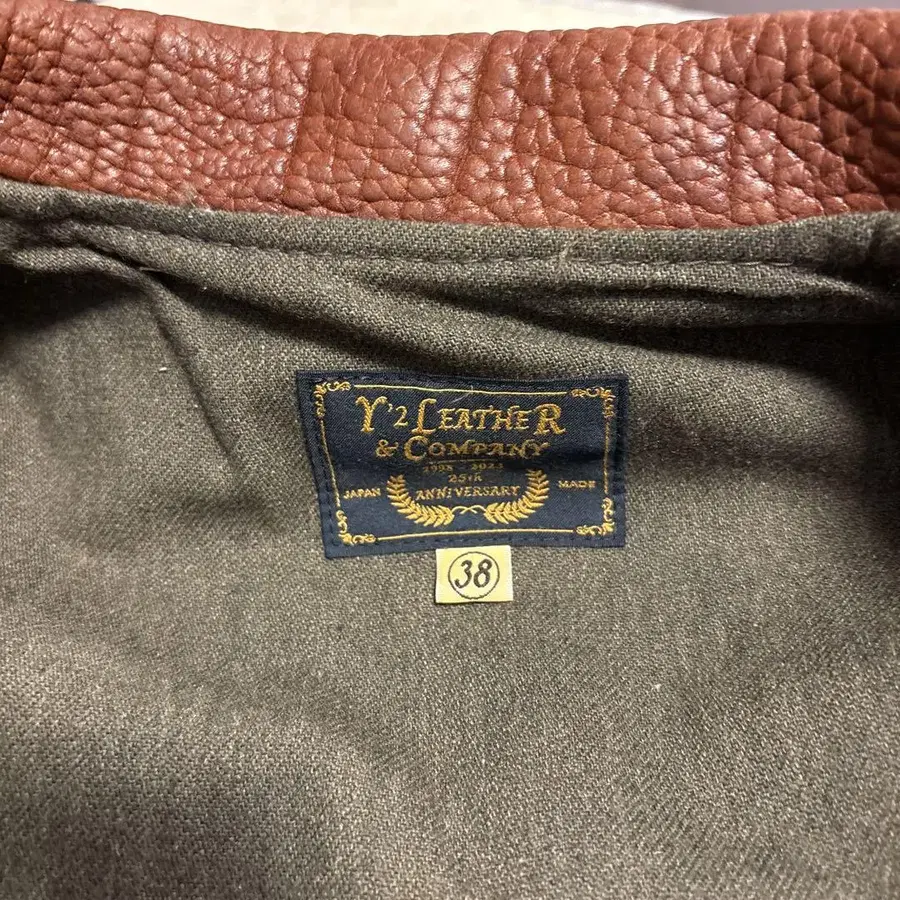 Y'2 LEATHER
& COMPANY
1998 - 2023
25TH
JAPAN ANNIVERSARY MADE
38